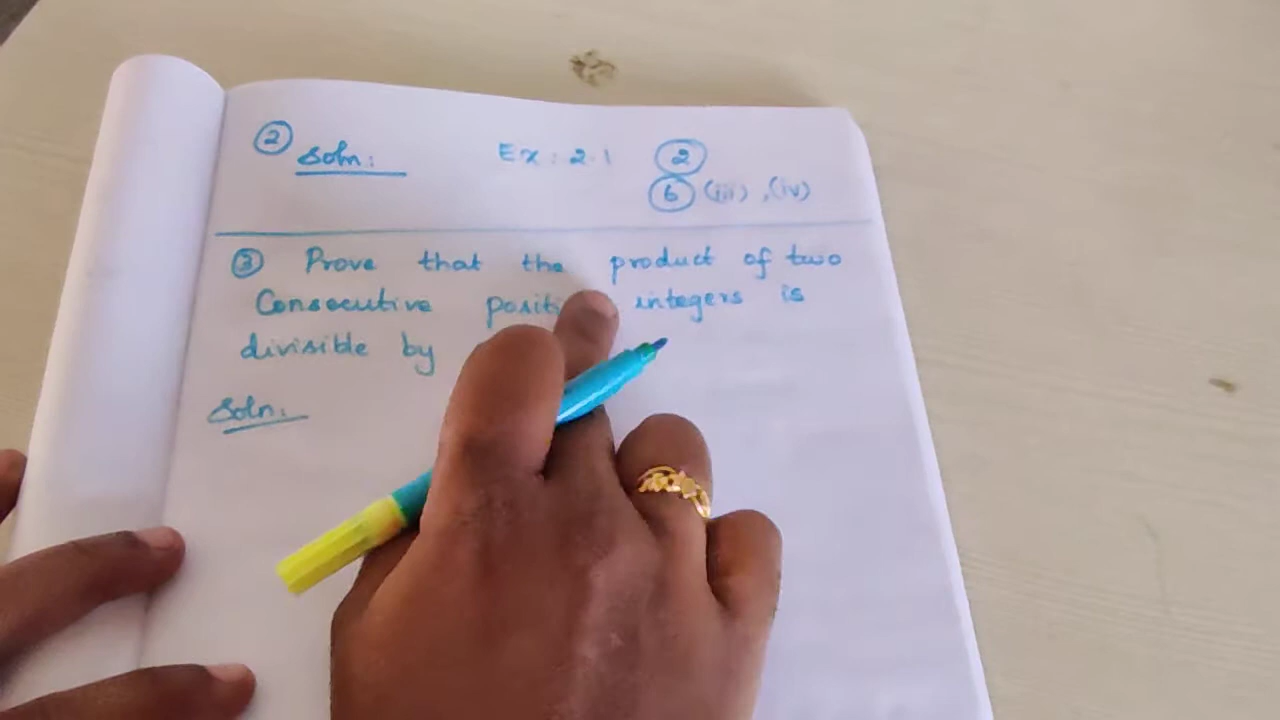 ② Soln: Ex: 2.1 ②
⑥ (iii), (iv)
③ Prove that the product of two
Consecutive integers is
divisible by
Soln: